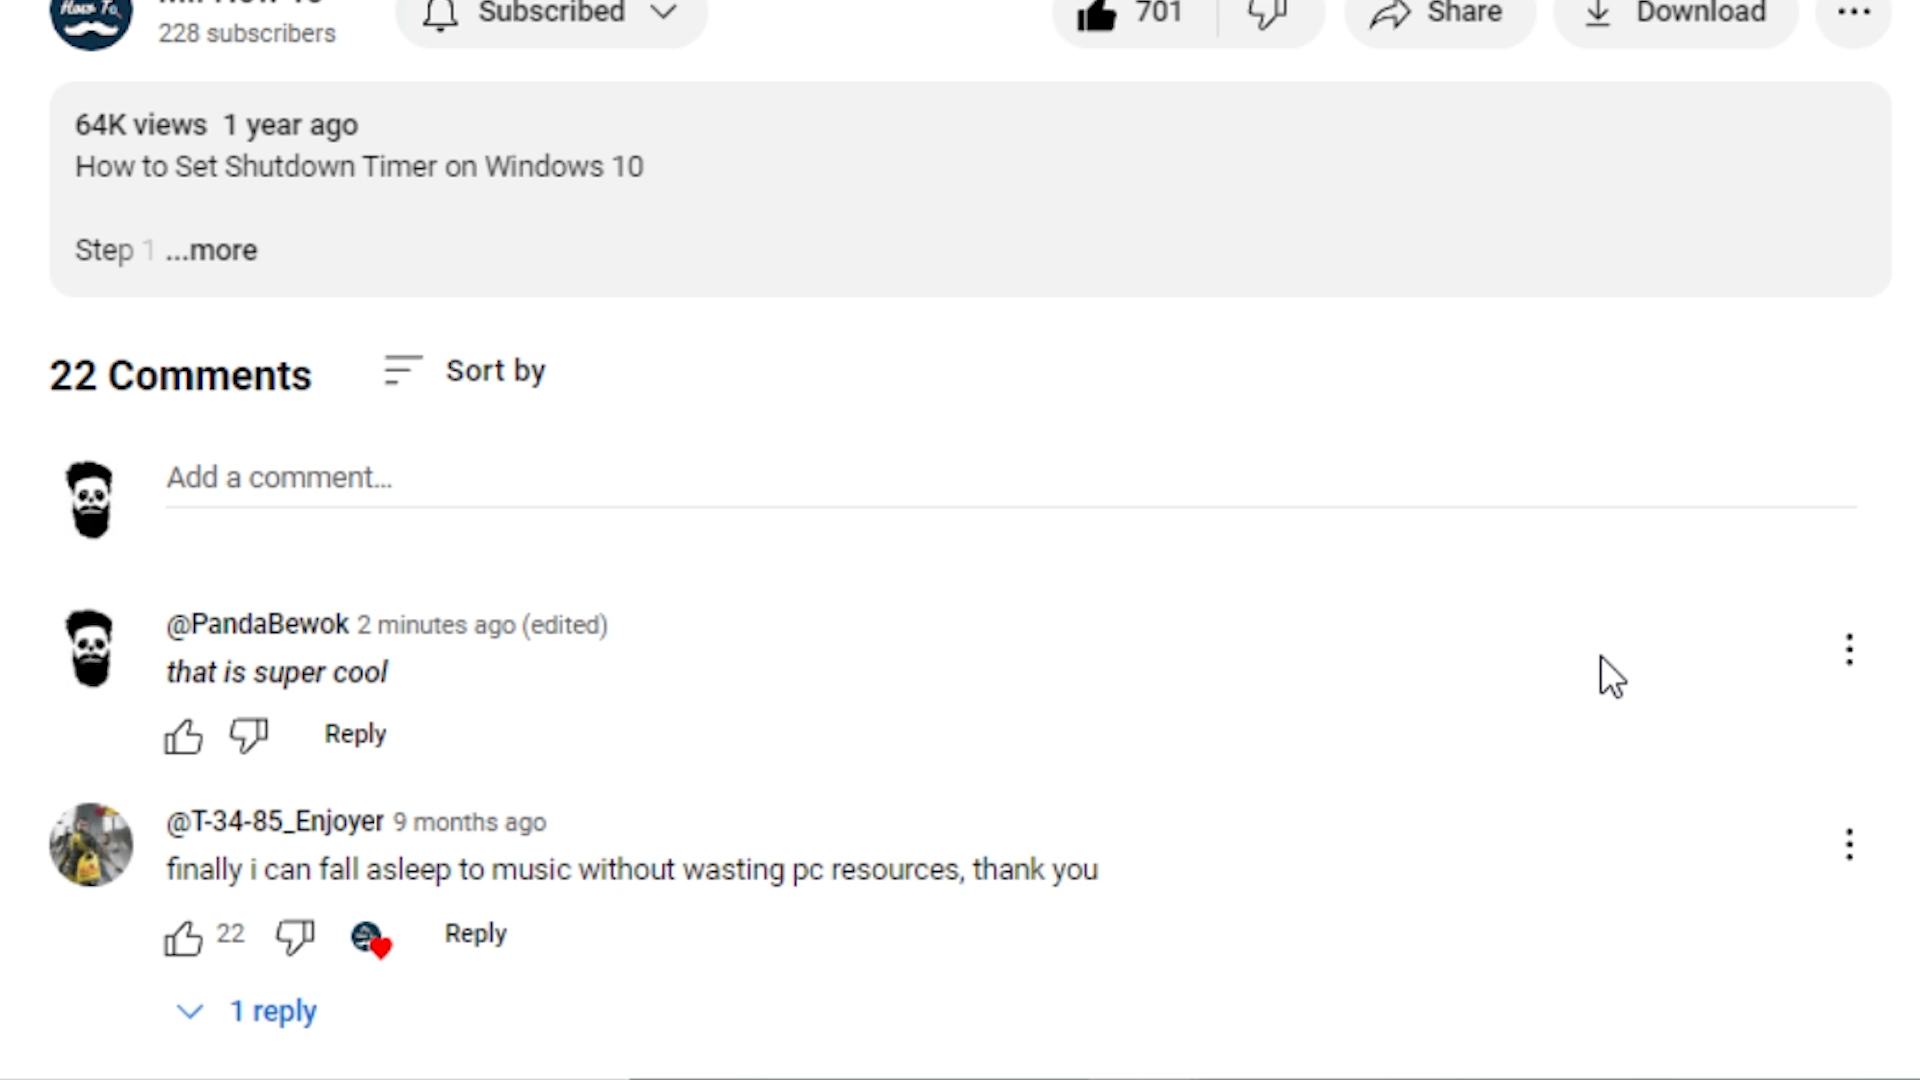 228 subscribers
Subscribed
701
Share
Download
64K views 1 year ago
How to Set Shutdown Timer on Windows 10
Step 1 ...more
22 Comments
Sort by
Add a comment...
@PandaBewok 2 minutes ago (edited)
that is super cool
Reply
@T-34-85_Enjoyer 9 months ago
finally i can fall asleep to music without wasting pc resources, thank you
22
Reply
1 reply